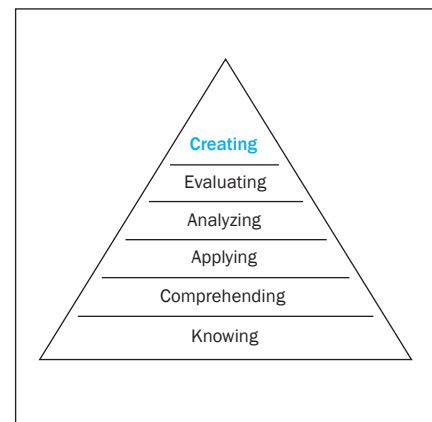 Creating
Evaluating
Analyzing
Applying
Comprehending
Knowing